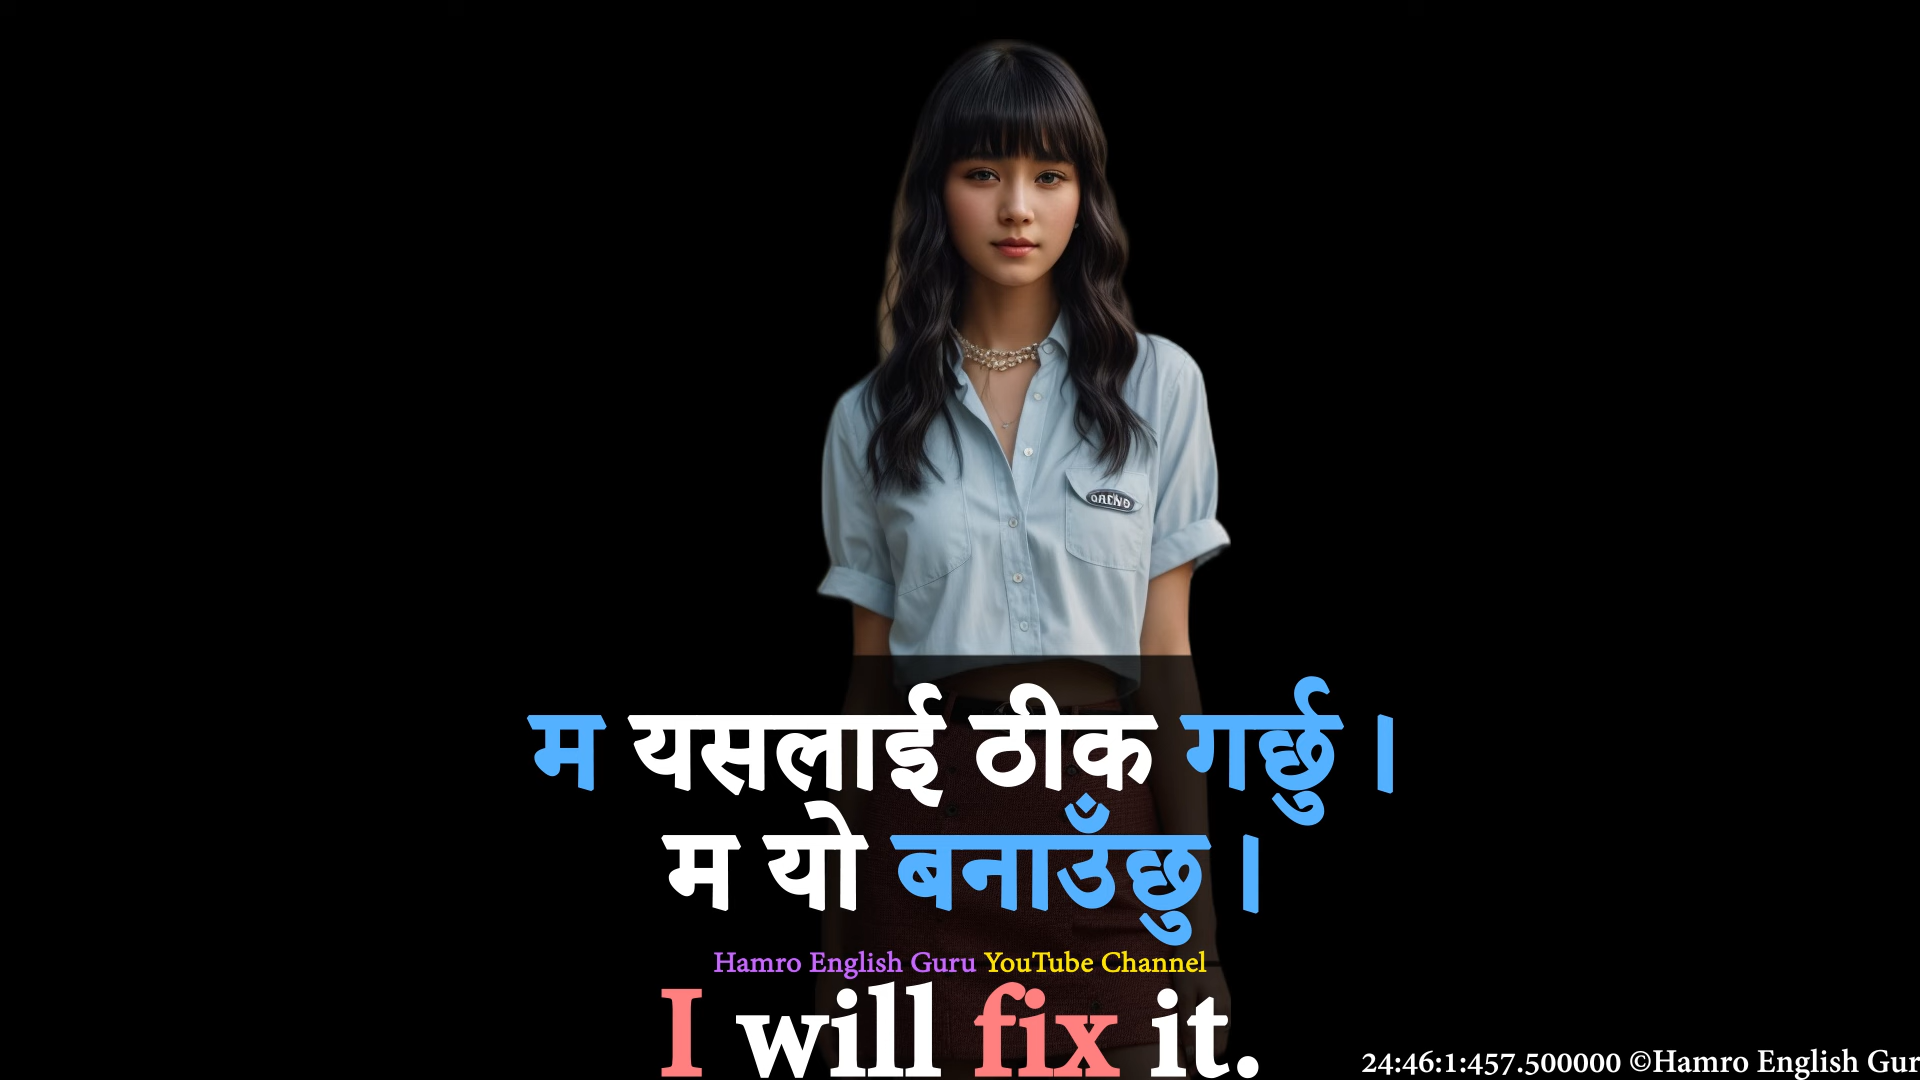 OALNO
म यसलाई ठीक गर्छु ।
म यो बनाउँछु ।
Hamro English Guru YouTube Channel
I will fix it.
24:46:1:457.500000 ©Hamro English Gur